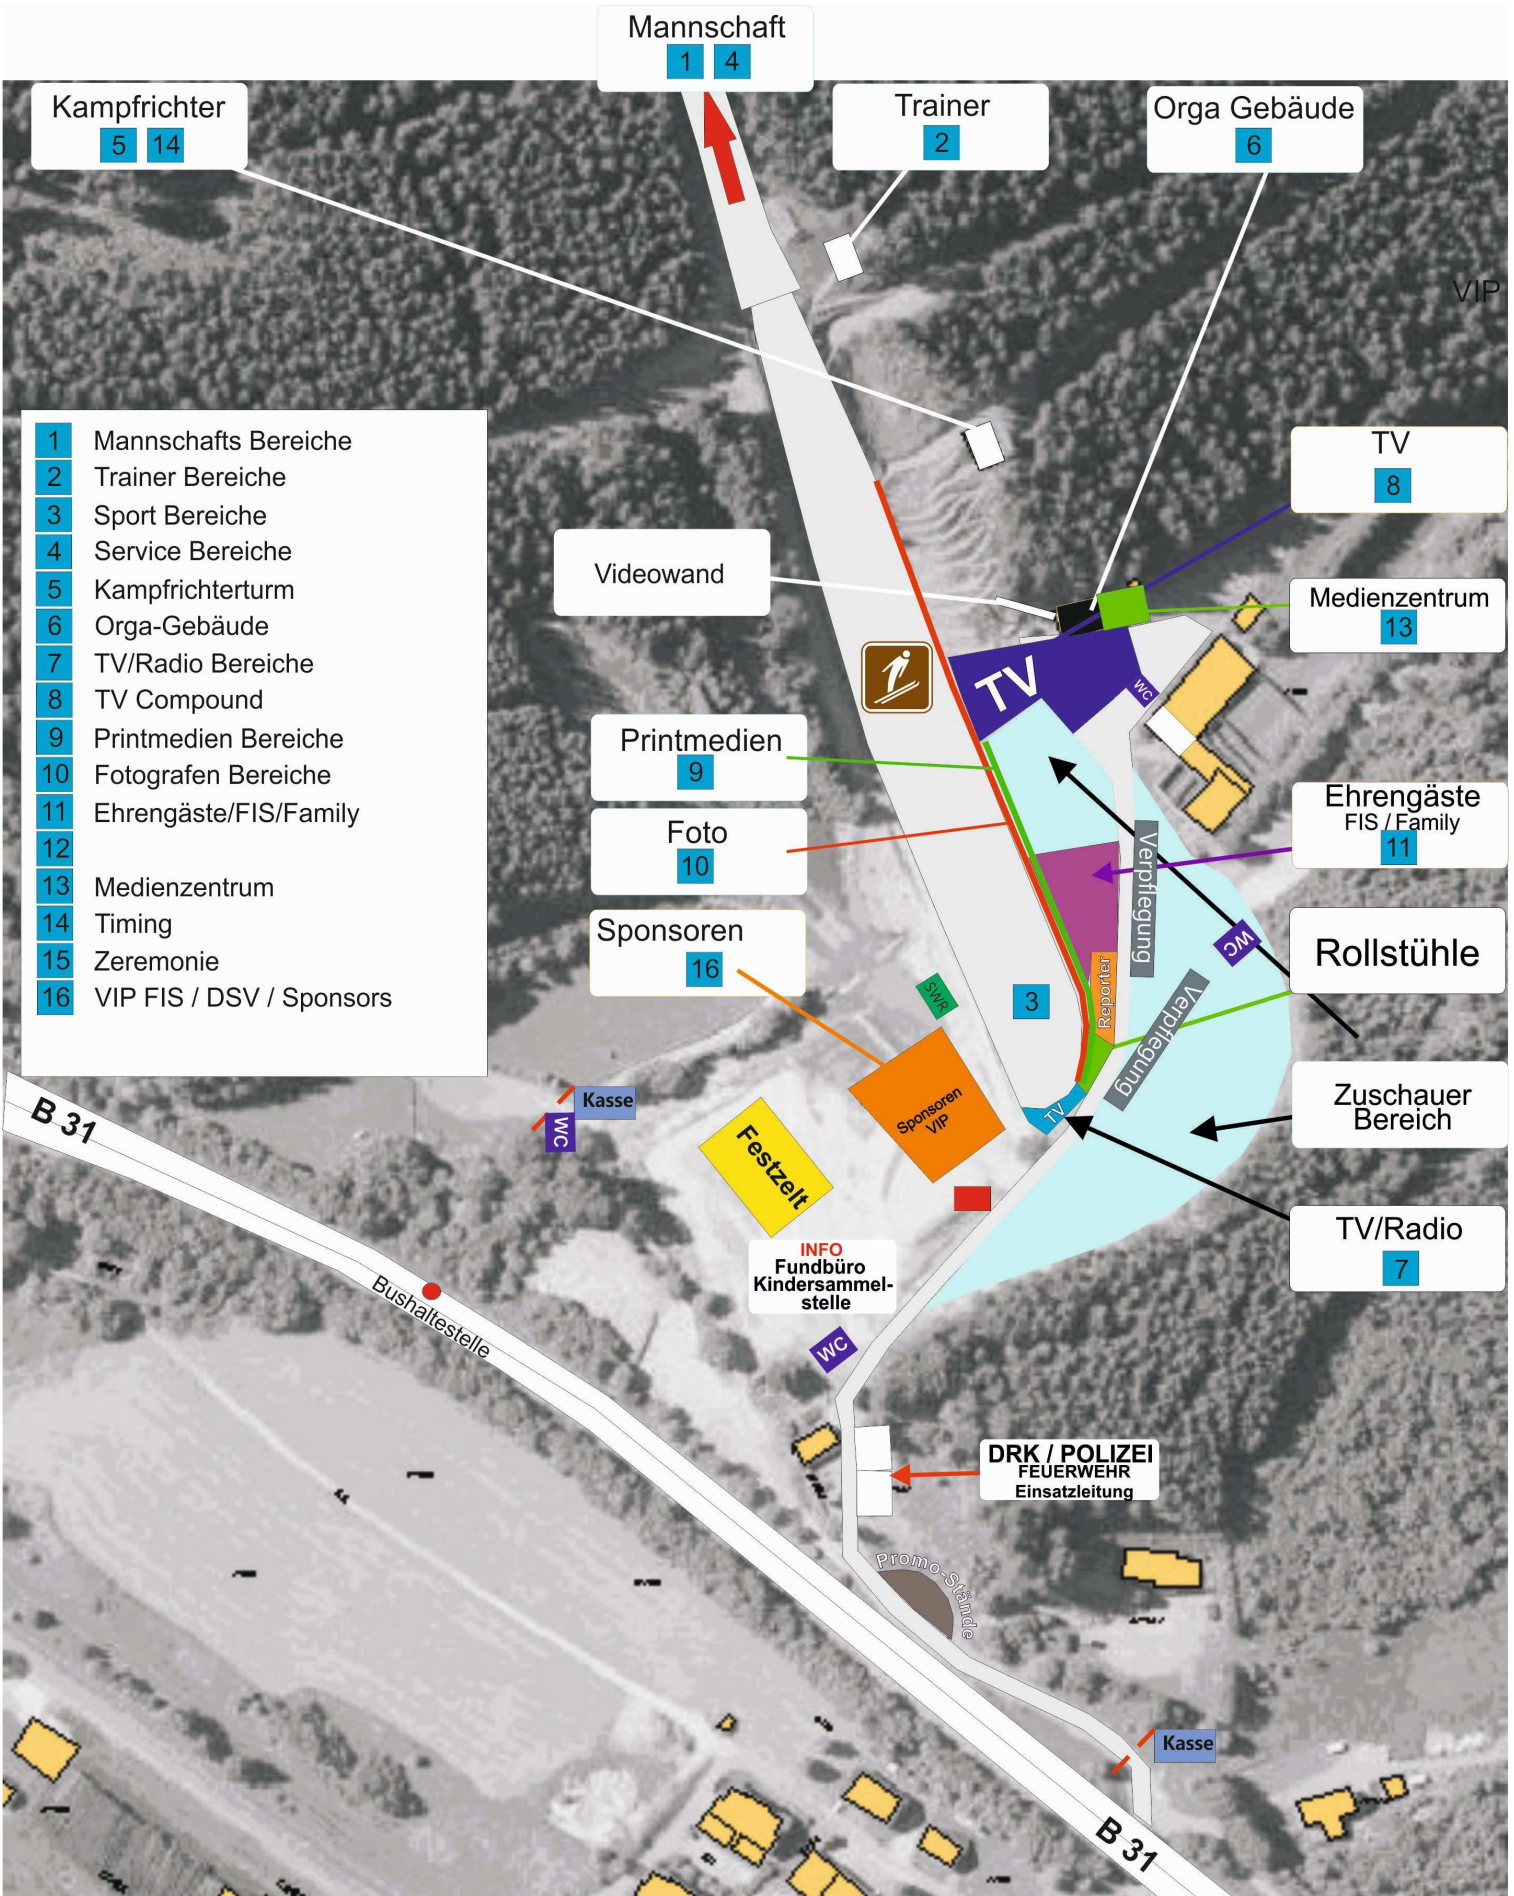 Mannschaft
1 4
Kampfrichter
5 14
Trainer
2
Orga Gebäude
6
VIP
1 Mannschafts Bereiche
2 Trainer Bereiche
3 Sport Bereiche
4 Service Bereiche
5 Kampfrichterturm
6 Orga-Gebäude
7 TV/Radio Bereiche
8 TV Compound
9 Printmedien Bereiche
10 Fotografen Bereiche
11 Ehrengäste/FIS/Family
12
13 Medienzentrum
14 Timing
15 Zeremonie
16 VIP FIS / DSV / Sponsors
TV
8
Videowand
Medienzentrum
13
TV
WC
Printmedien
9
Foto
10
Ehrengäste
FIS / Family
11
Verpflegung
Sponsoren
16
WC
Rollstühle
SWR
3
Reporter
Verpflegung
Kasse
WC
Sponsoren
VIP
TV
Zuschauer
Bereich
Festzelt
B 31
TV/Radio
7
INFO
Fundbüro
Kindersammel-
stelle
Bushaltestelle
WC
DRK / POLIZEI
FEUERWEHR
Einsatzleitung
Promo-Stände
Kasse
B 31